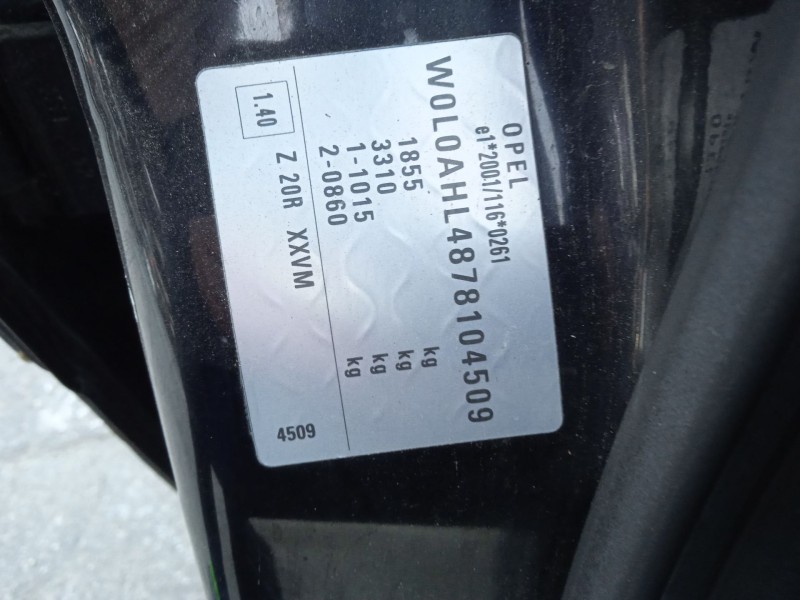 OPEL
e1*2001/116*0261
W0L0AHL4878104509
1855 kg
3310 kg
1-1015 kg
2-0860 kg
1.40 Z 20R XXVM
4509